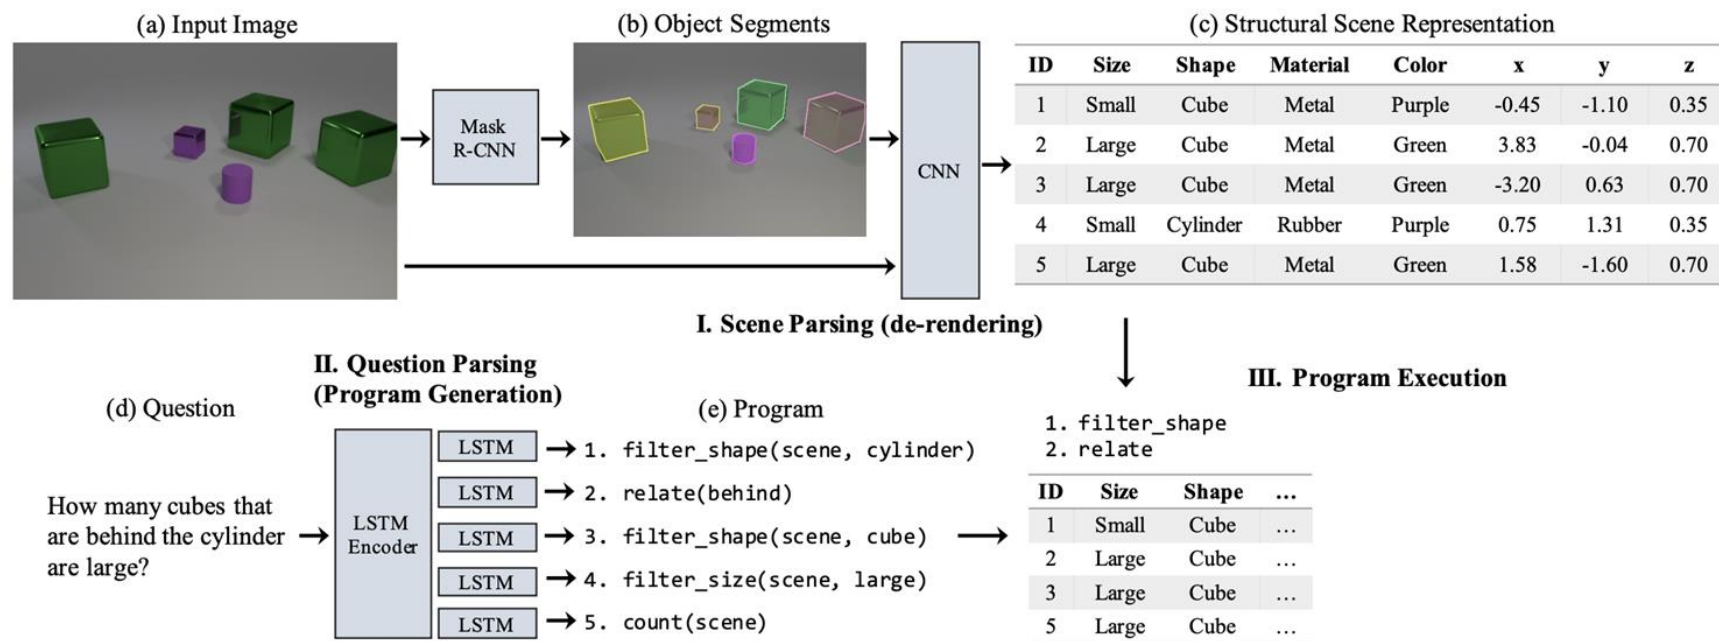 (a) Input Image
(b) Object Segments
(c) Structural Scene Representation
Mask
R-CNN
CNN
ID Size Shape Material Color x y z
1 Small Cube Metal Purple -0.45 -1.10 0.35
2 Large Cube Metal Green 3.83 -0.04 0.70
3 Large Cube Metal Green -3.20 0.63 0.70
4 Small Cylinder Rubber Purple 0.75 1.31 0.35
5 Large Cube Metal Green 1.58 -1.60 0.70
I. Scene Parsing (de-rendering)
II. Question Parsing
(Program Generation)
III. Program Execution
(d) Question
How many cubes that
are behind the cylinder
are large?
LSTM
Encoder
(e) Program
LSTM 1. filter_shape(scene, cylinder)
LSTM 2. relate(behind)
LSTM 3. filter_shape(scene, cube)
LSTM 4. filter_size(scene, large)
LSTM 5. count(scene)
1. filter_shape
2. relate
ID Size Shape ...
1 Small Cube ...
2 Large Cube ...
3 Large Cube ...
5 Large Cube ...